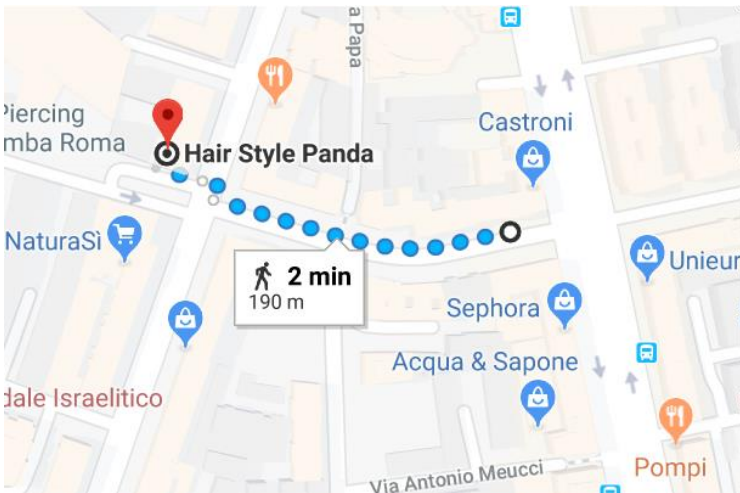 a Papa
Piercing
mba Roma
Castroni
Hair Style Panda
NaturaSì
2 min
190 m
Unieur
Sephora
Acqua & Sapone
dale Israelitico
Via Antonio Meucci
Pompi